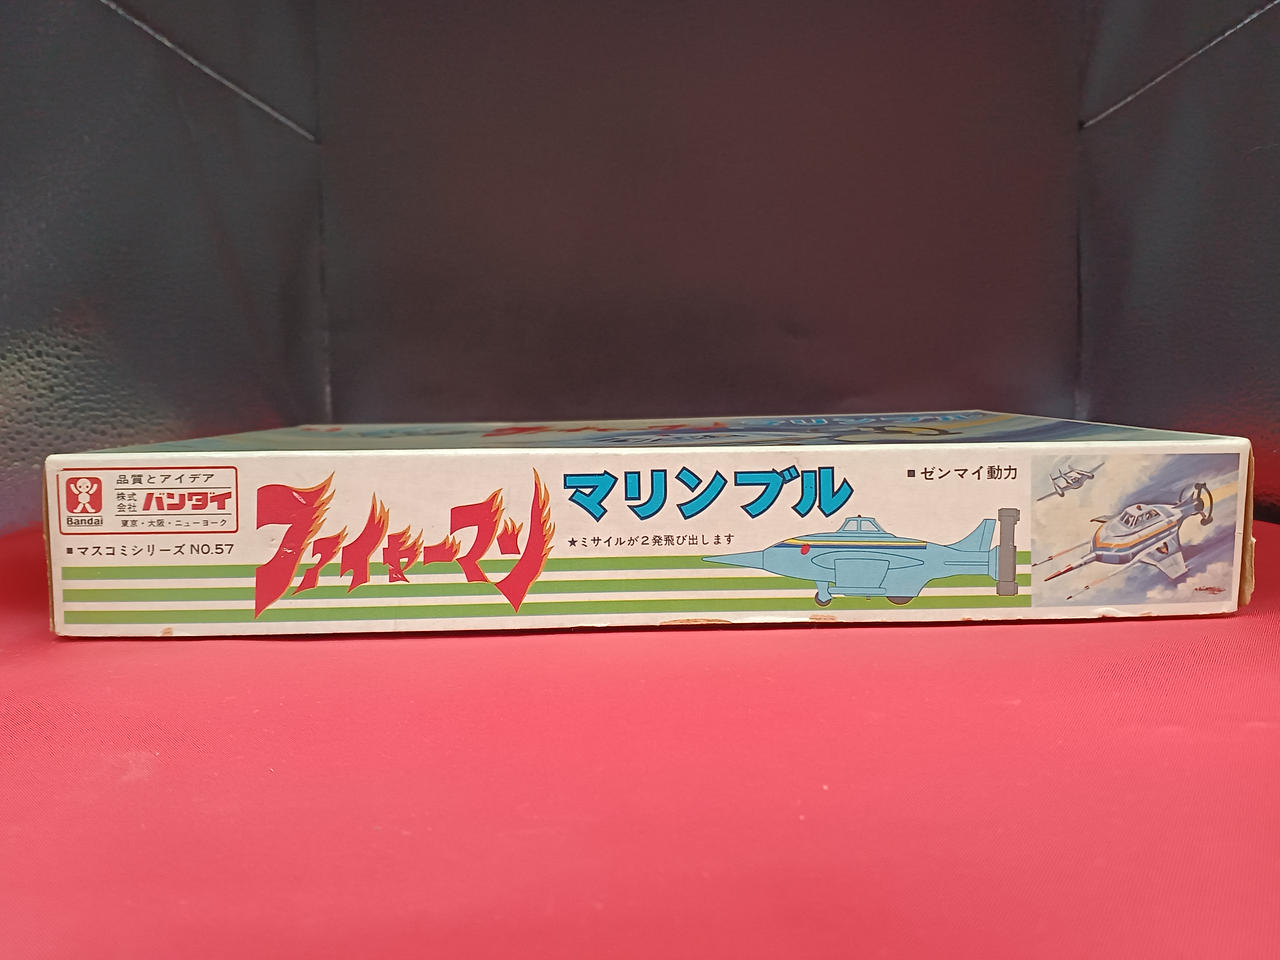 品質とアイデア
株式会社 バンダイ
Bandai
東京・大阪・ニューヨーク
■マスコミシリーズ NO.57
ファイヤーマン
マリンブル
★ミサイルが2発飛び出します
■ゼンマイ動力